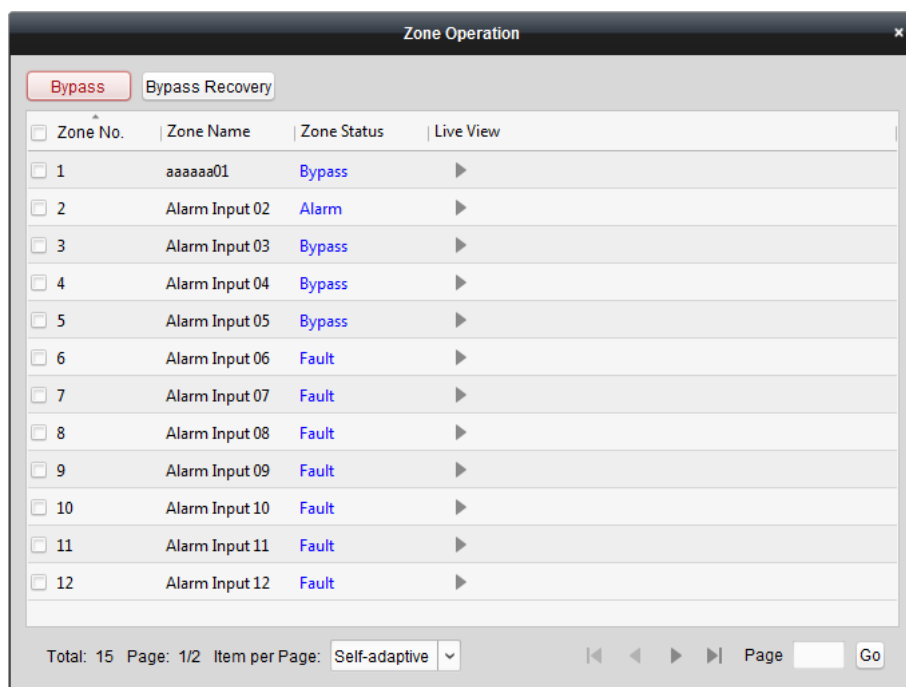 Zone Operation ×
Bypass Bypass Recovery
Zone No. Zone Name Zone Status Live View
1 aaaaaa01 Bypass
2 Alarm Input 02 Alarm
3 Alarm Input 03 Bypass
4 Alarm Input 04 Bypass
5 Alarm Input 05 Bypass
6 Alarm Input 06 Fault
7 Alarm Input 07 Fault
8 Alarm Input 08 Fault
9 Alarm Input 09 Fault
10 Alarm Input 10 Fault
11 Alarm Input 11 Fault
12 Alarm Input 12 Fault
Total: 15 Page: 1/2 Item per Page: Self-adaptive Page Go